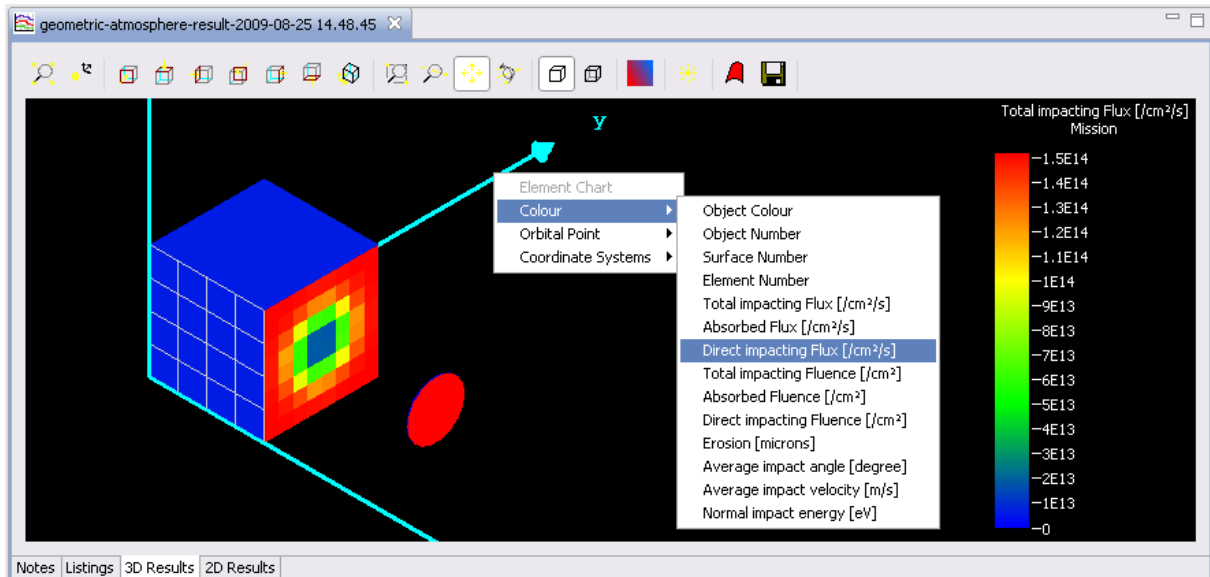 geometric-atmosphere-result-2009-08-25 14.48.45
Total impacting Flux [/cm²/s]
Mission
y
1.5E14
1.4E14
1.3E14
1.2E14
1.1E14
1E14
9E13
8E13
7E13
6E13
5E13
4E13
3E13
2E13
1E13
0
Element Chart
Colour
Orbital Point
Coordinate Systems
Object Colour
Object Number
Surface Number
Element Number
Total impacting Flux [/cm²/s]
Absorbed Flux [/cm²/s]
Direct impacting Flux [/cm²/s]
Total impacting Fluence [/cm²]
Absorbed Fluence [/cm²]
Direct impacting Fluence [/cm²]
Erosion [microns]
Average impact angle [degree]
Average impact velocity [m/s]
Normal impact energy [eV]
Notes Listings 3D Results 2D Results